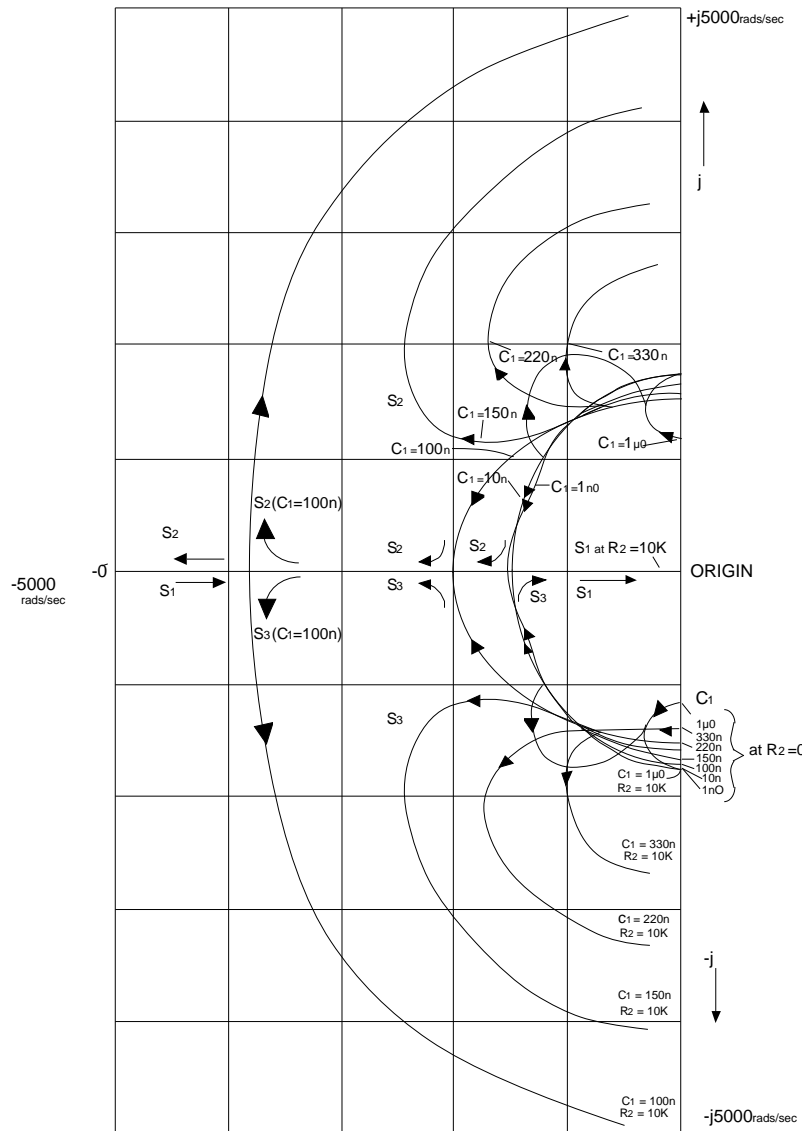 +j5000rads/sec
j
C1=220n
C1=330n
S2
C1=150n
C1=1µ0
C1=100n
C1=10n
C1=1n0
S2(C1=100n)
S2
S2
S2
S1 at R2=10K
-5000
rads/sec
-0
ORIGIN
S1
S3
S3
S1
S3(C1=100n)
S3
C1
1µ0
330n
220n
150n
100n
10n
1nO
at R2=0
C1 = 1µ0
R2 = 10K
C1 = 330n
R2 = 10K
C1 = 220n
R2 = 10K
-j
C1 = 150n
R2 = 10K
C1 = 100n
R2 = 10K
-j5000rads/sec